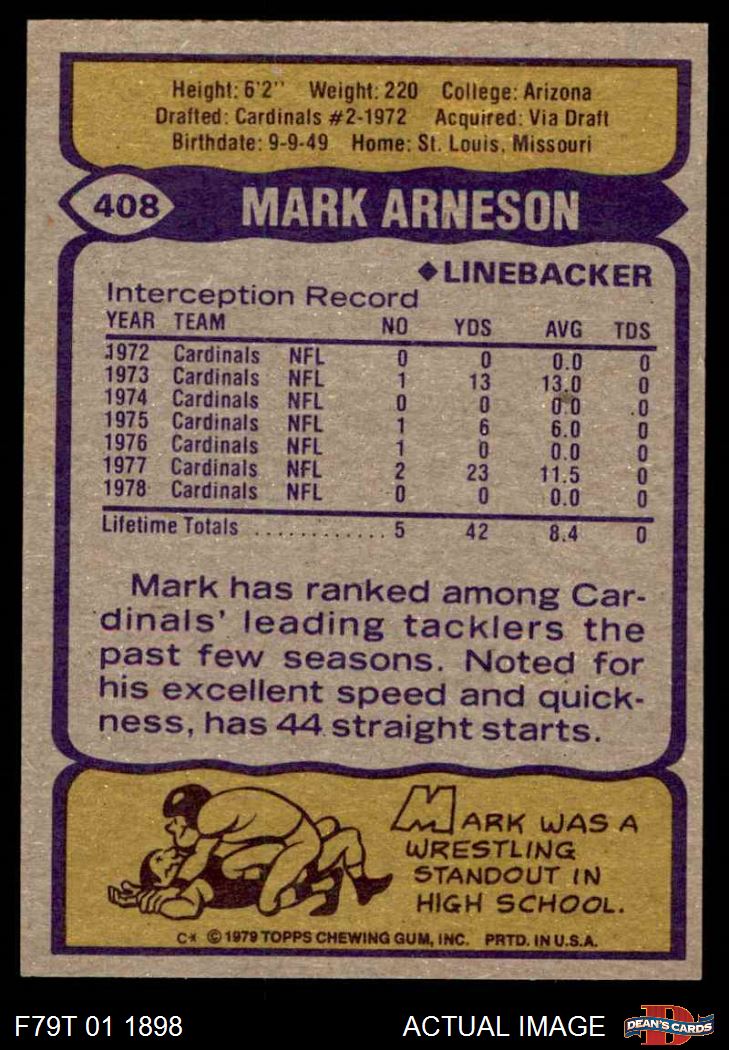 Height: 6'2" Weight: 220 College: Arizona
Drafted: Cardinals #2-1972 Acquired: Via Draft
Birthdate: 9-9-49 Home: St. Louis, Missouri
408 MARK ARNESON
◆LINEBACKER
Interception Record
YEAR TEAM NO YDS AVG TDS
1972 Cardinals NFL 0 0 0.0 0
1973 Cardinals NFL 1 13 13.0 0
1974 Cardinals NFL 0 0 0.0 0
1975 Cardinals NFL 1 6 6.0 0
1976 Cardinals NFL 1 0 0.0 0
1977 Cardinals NFL 2 23 11.5 0
1978 Cardinals NFL 0 0 0.0 0
Lifetime Totals ............ 5 42 8.4 0
Mark has ranked among Car-
dinals' leading tacklers the
past few seasons. Noted for
his excellent speed and quick-
ness, has 44 straight starts.
MARK WAS A
WRESTLING
STANDOUT IN
HIGH SCHOOL.
C* © 1979 TOPPS CHEWING GUM, INC. PRTD. IN U.S.A.
F79T 01 1898 ACTUAL IMAGE D DEAN'S CARDS